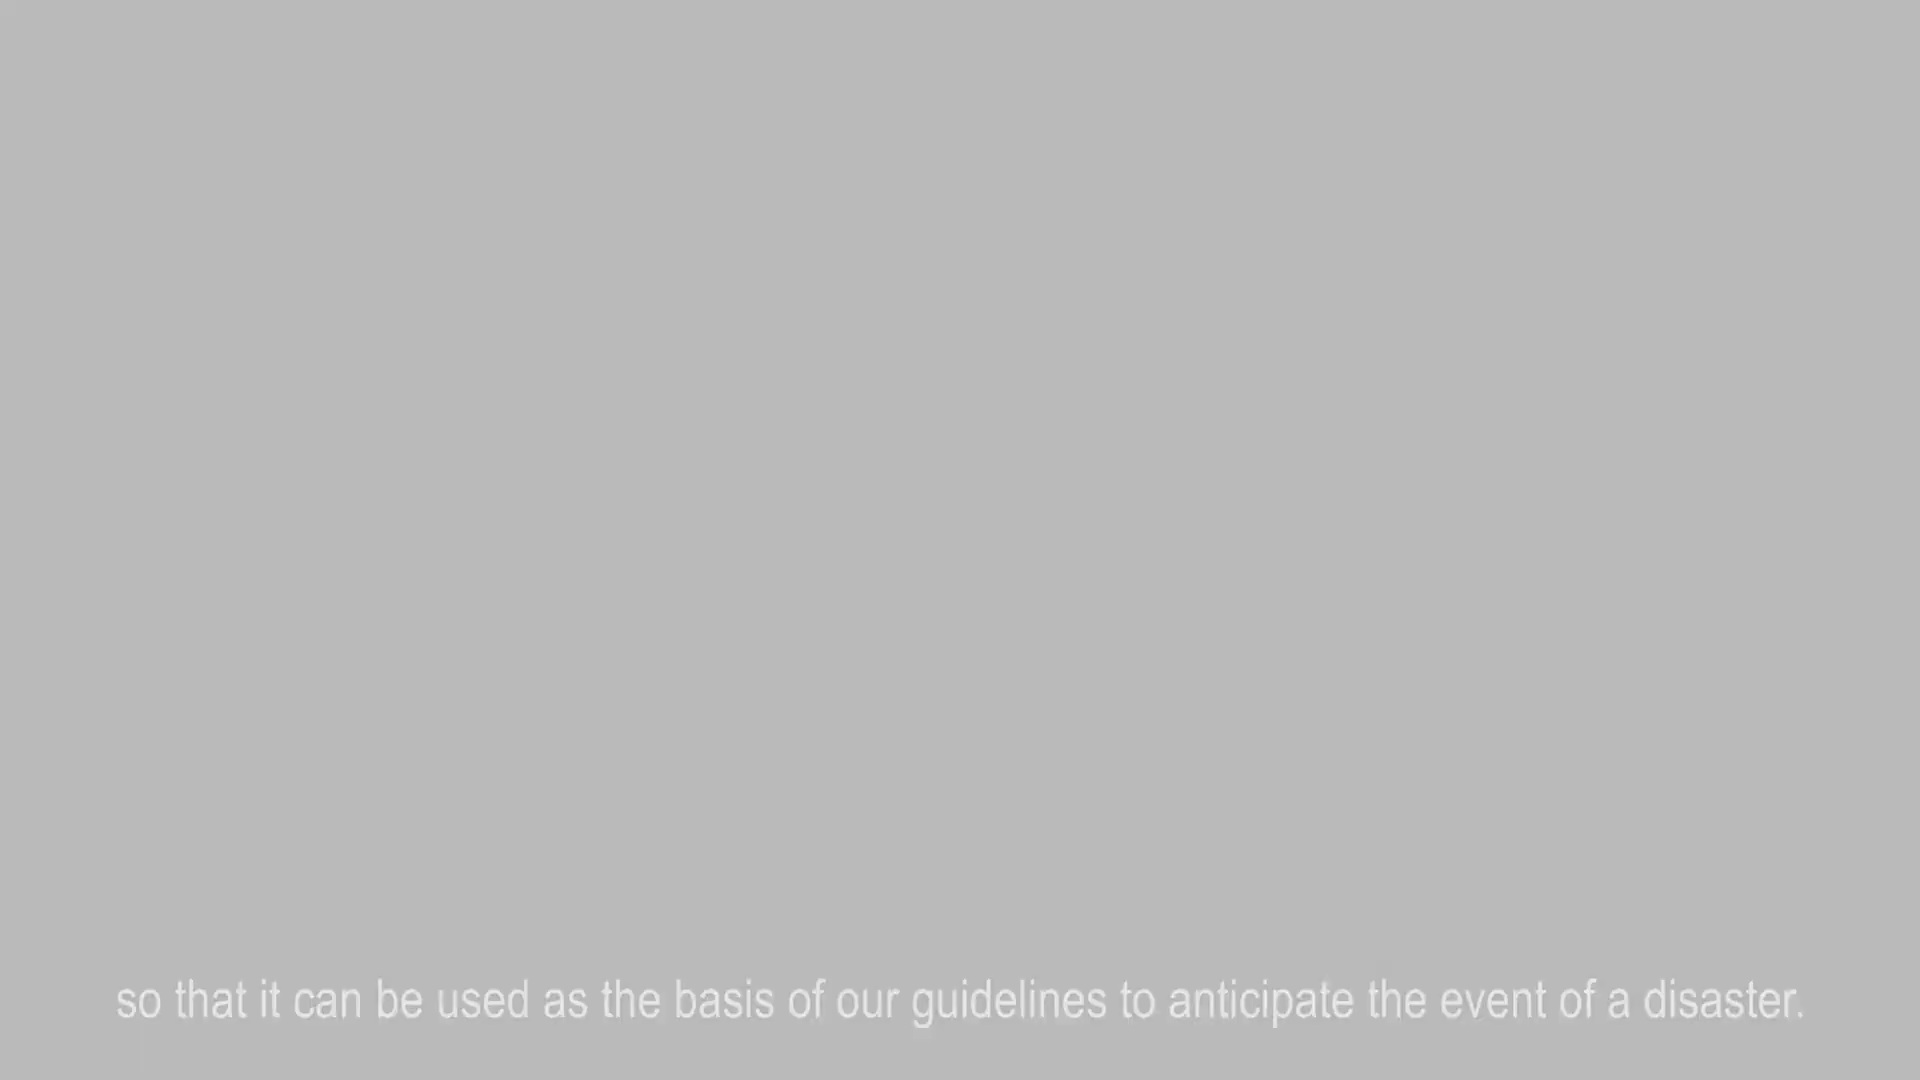 so that it can be used as the basis of our guidelines to anticipate the event of a disaster.